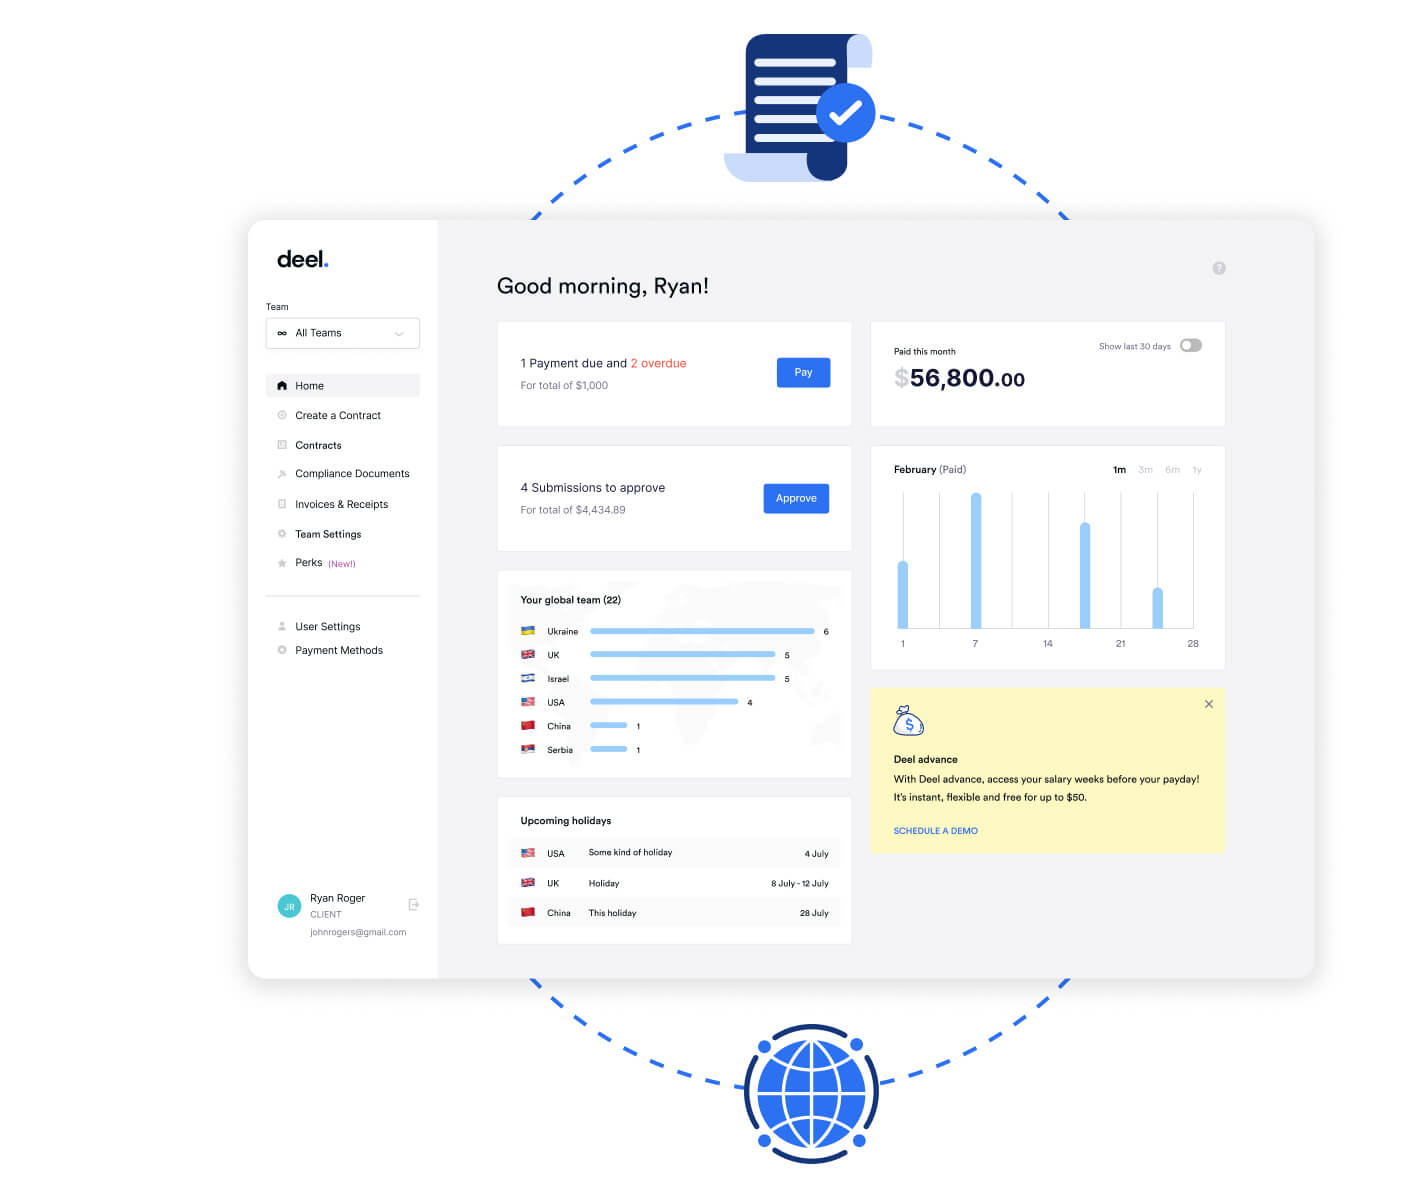 deel.
Team
All Teams
Home
Create a Contract
Contracts
Compliance Documents
Invoices & Receipts
Team Settings
Perks (New!)
User Settings
Payment Methods
JR
Ryan Roger
CLIENT
johnrogers@gmail.com
Good morning, Ryan!
?
1 Payment due and 2 overdue
For total of $1,000
Pay
Paid this month
Show last 30 days
$56,800.00
4 Submissions to approve
For total of $4,434.89
Approve
February (Paid)
1m 3m 6m 1y
1 7 14 21 28
Your global team (22)
Ukraine 6
UK 5
Israel 5
USA 4
China 1
Serbia 1
$
Deel advance
With Deel advance, access your salary weeks before your payday!
It's instant, flexible and free for up to $50.
SCHEDULE A DEMO
Upcoming holidays
USA Some kind of holiday 4 July
UK Holiday 8 July - 12 July
China This holiday 28 July